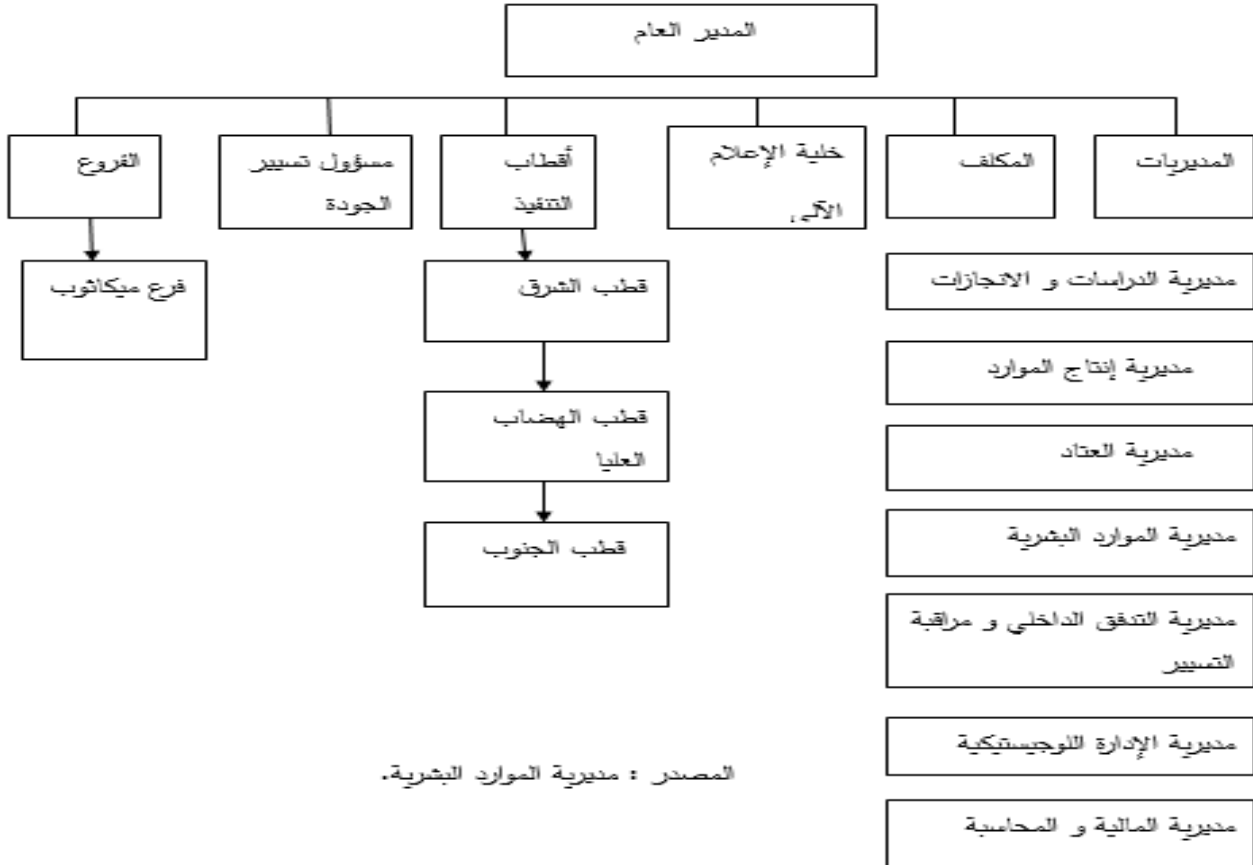 المدير العام
المديريات
المكلف
خلية الإعلام
الآلي
أقطاب
التنفيذ
مسؤول تسيير
الجودة
الفروع
مديرية الدراسات و الانجازات
مديرية إنتاج الموارد
مديرية العتاد
مديرية الموارد البشرية
مديرية التدفق الداخلي و مراقبة
التسيير
مديرية الإدارة اللوجيستيكية
مديرية المالية و المحاسبة
قطب الشرق
قطب الهضاب
العليا
قطب الجنوب
فرع ميكاثوب
المصدر : مديرية الموارد البشرية.